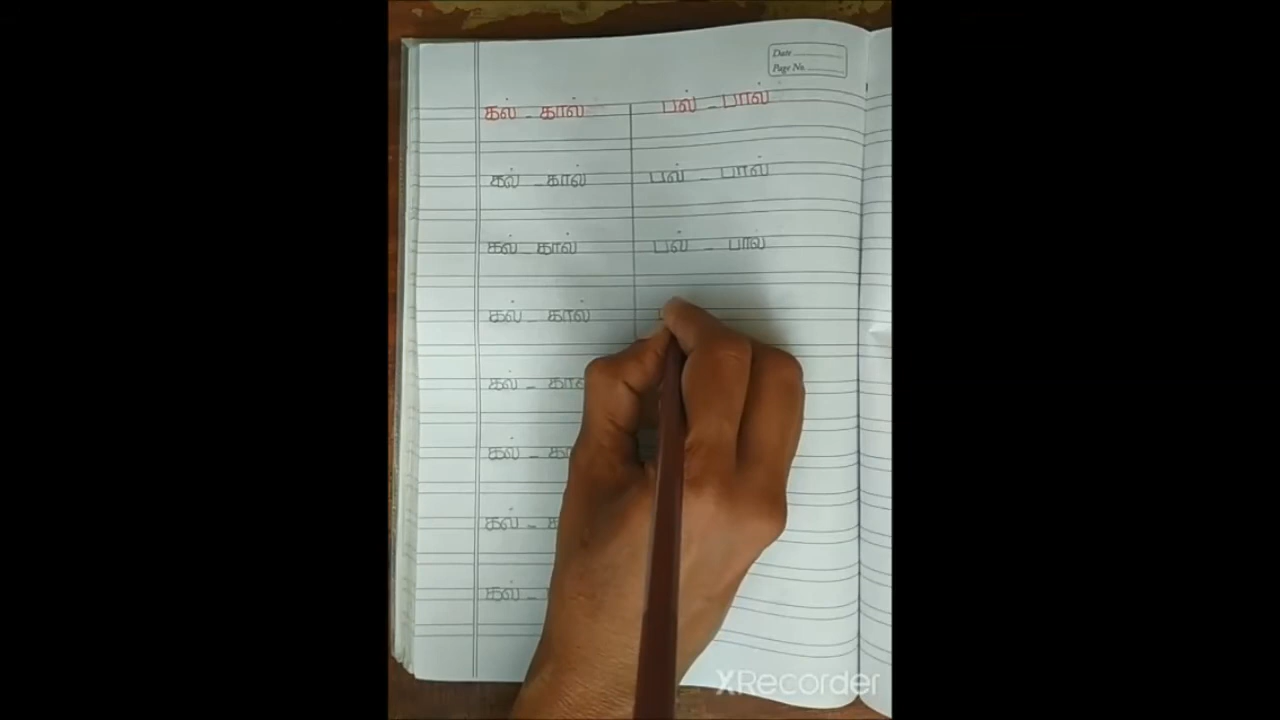 Date
Page No.
கல் - கால் பல் - பால்
கல் - கால் பல் - பால்
கல் - கால் பல் - பால்
கல் - கால்
கல் -
கல் -
கல் -
கல் -
XRecorder